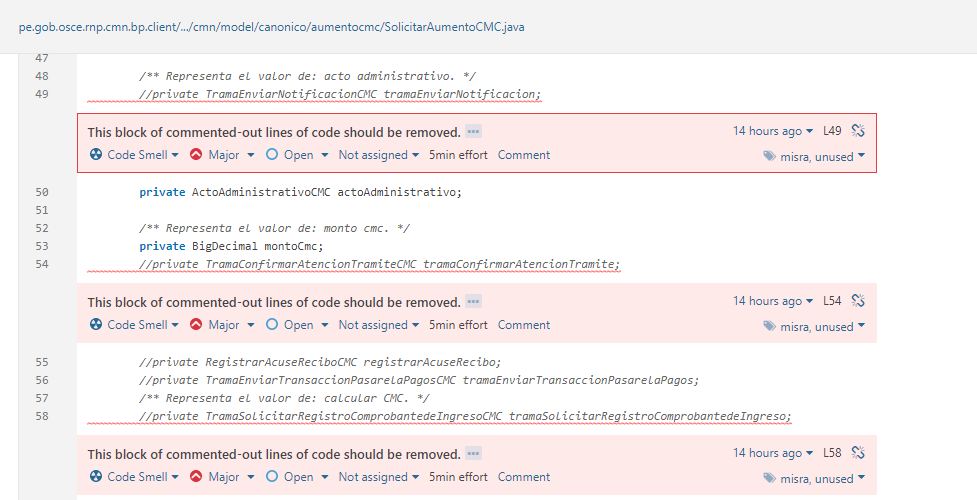 pe.gob.osce.rnp.cmn.bp.client/.../cmn/model/canonico/aumentocmc/SolicitarAumentoCMC.java
47
48 /** Representa el valor de: acto administrativo. */
49 //private TramaEnviarNotificacionCMC tramaEnviarNotificacion;
This block of commented-out lines of code should be removed. ... 14 hours ago L49
Code Smell Major Open Not assigned 5min effort Comment misra, unused
50 private ActoAdministrativoCMC actoAdministrativo;
51
52 /** Representa el valor de: monto cmc. */
53 private BigDecimal montoCmc;
54 //private TramaConfirmarAtencionTramiteCMC tramaConfirmarAtencionTramite;
This block of commented-out lines of code should be removed. ... 14 hours ago L54
Code Smell Major Open Not assigned 5min effort Comment misra, unused
55 //private RegistrarAcuseReciboCMC registrarAcuseRecibo;
56 //private TramaEnviarTransaccionPasarelaPagosCMC tramaEnviarTransaccionPasarelaPagos;
57 /** Representa el valor de: calcular CMC. */
58 //private TramaSolicitarRegistroComprobantedeIngresoCMC tramaSolicitarRegistroComprobantedeIngreso;
This block of commented-out lines of code should be removed. ... 14 hours ago L58
Code Smell Major Open Not assigned 5min effort Comment misra, unused